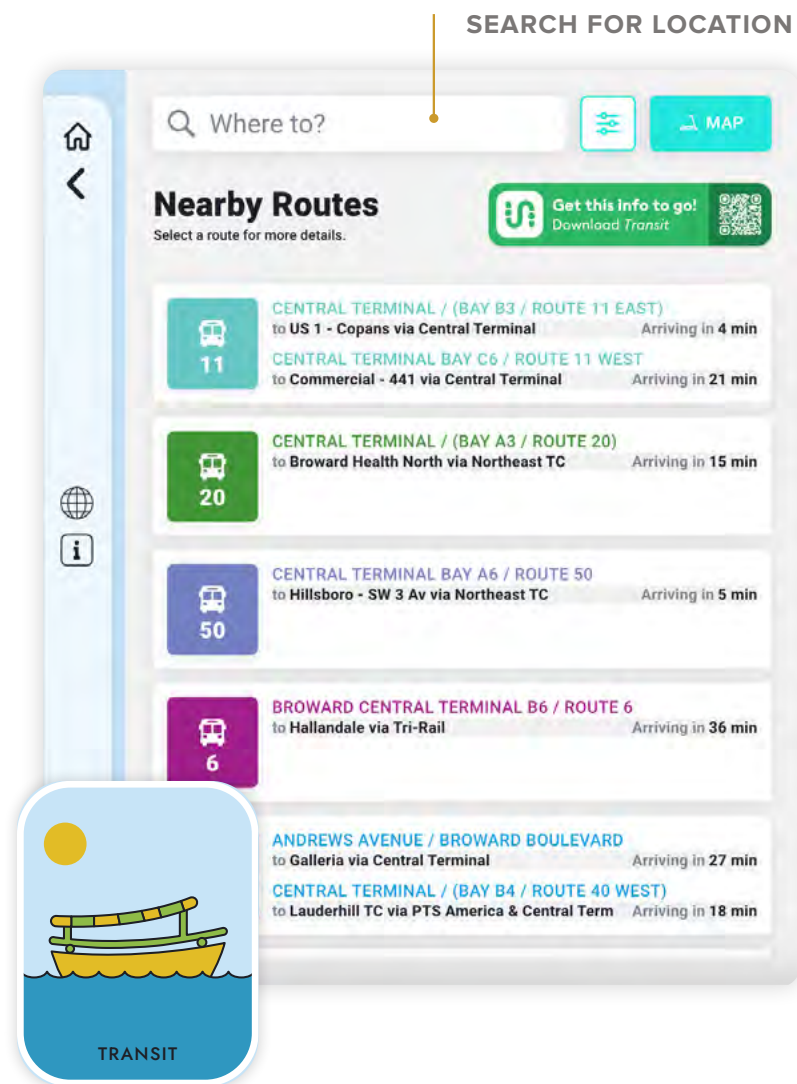 SEARCH FOR LOCATION
Where to?
MAP
Nearby Routes
Select a route for more details.
Get this info to go!
Download Transit
CENTRAL TERMINAL / (BAY B3 / ROUTE 11 EAST)
to US 1 - Copans via Central Terminal Arriving in 4 min
11
CENTRAL TERMINAL BAY C6 / ROUTE 11 WEST
to Commercial - 441 via Central Terminal Arriving in 21 min
CENTRAL TERMINAL / (BAY A3 / ROUTE 20)
to Broward Health North via Northeast TC Arriving in 15 min
20
i
CENTRAL TERMINAL BAY A6 / ROUTE 50
to Hillsboro - SW 3 Av via Northeast TC Arriving in 5 min
50
BROWARD CENTRAL TERMINAL B6 / ROUTE 6
to Hallandale via Tri-Rail Arriving in 36 min
6
ANDREWS AVENUE / BROWARD BOULEVARD
to Galleria via Central Terminal Arriving in 27 min
CENTRAL TERMINAL / (BAY B4 / ROUTE 40 WEST)
to Lauderhill TC via PTS America & Central Term Arriving in 18 min
TRANSIT